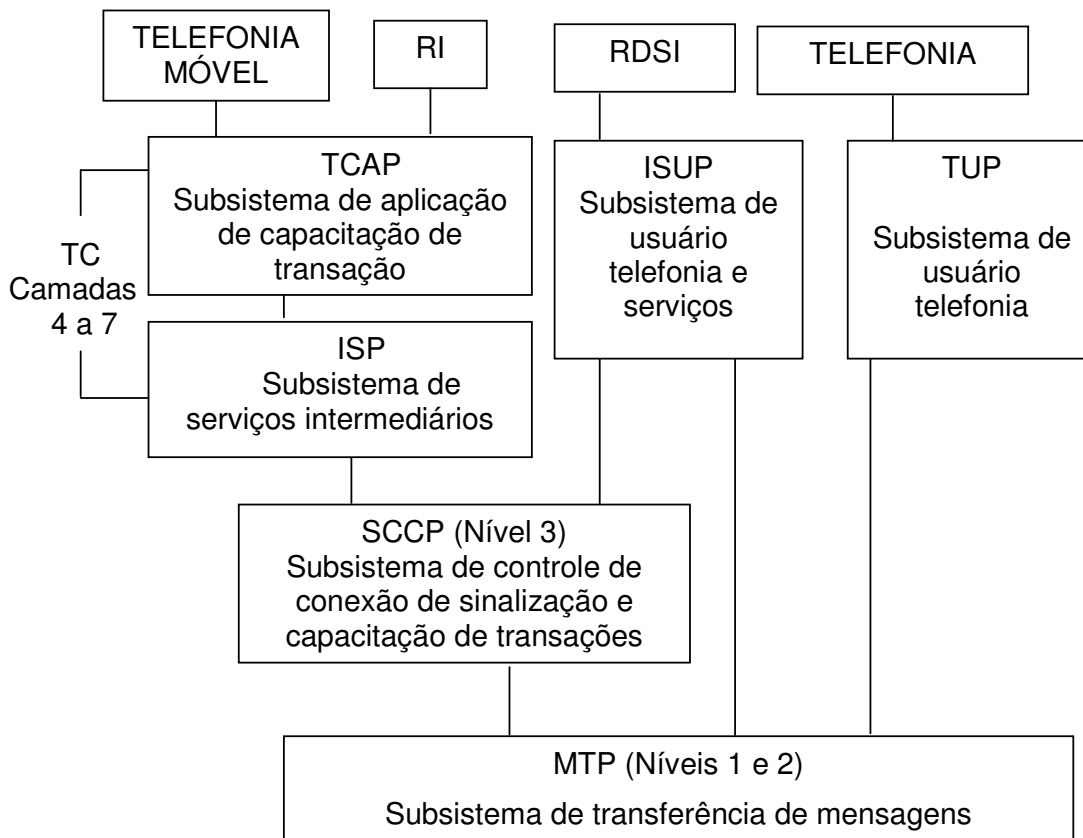 TELEFONIA
MÓVEL
RI
RDSI
TELEFONIA
TCAP
Subsistema de aplicação
de capacitação de
transação
ISUP
Subsistema de
usuário
telefonia e
serviços
TUP
Subsistema de
usuário
telefonia
TC
Camadas
4 a 7
ISP
Subsistema de
serviços intermediários
SCCP (Nível 3)
Subsistema de controle de
conexão de sinalização e
capacitação de transações
MTP (Níveis 1 e 2)
Subsistema de transferência de mensagens